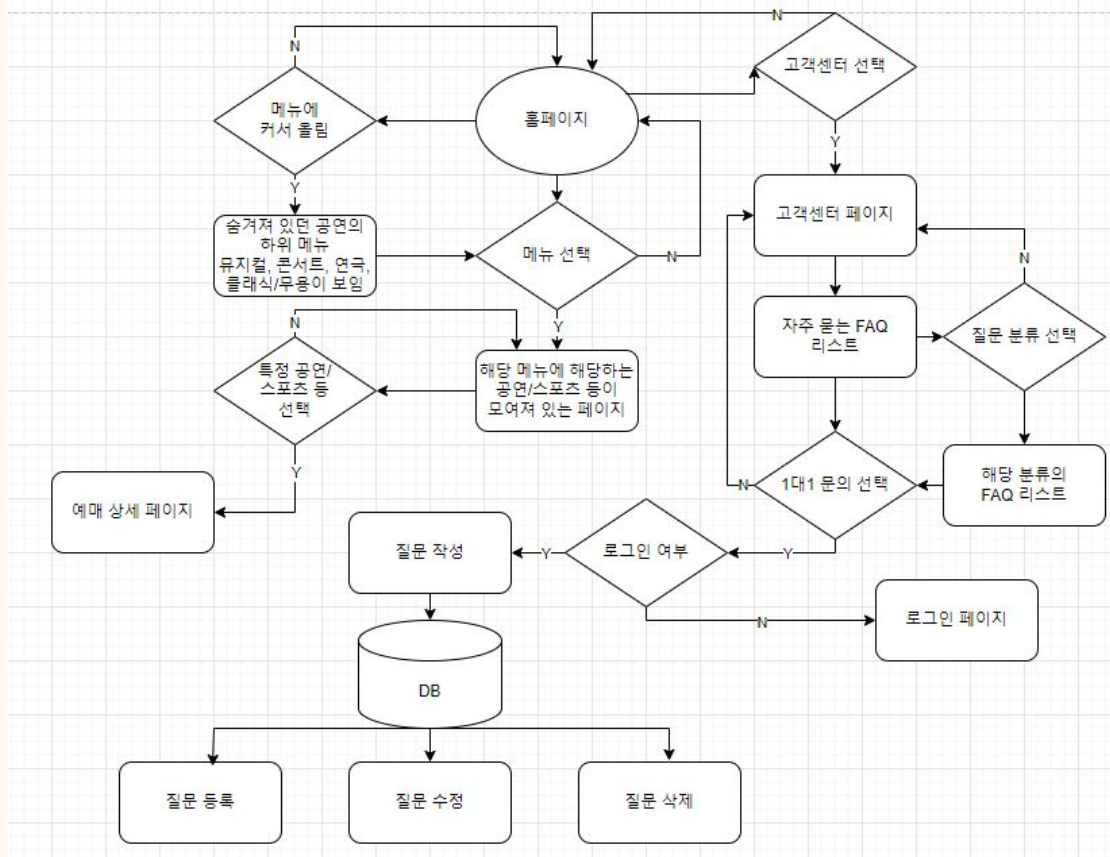 N
N
고객센터 선택
메뉴에
커서 올림
홈페이지
Y
Y
숨겨져 있던 공연의
하위 메뉴
뮤지컬, 콘서트, 연극,
클래식/무용이 보임
메뉴 선택
N
고객센터 페이지
N
Y
N
자주 묻는 FAQ
리스트
질문 분류 선택
특정 공연/
스포츠 등
선택
해당 메뉴에 해당하는
공연/스포츠 등이
모여져 있는 페이지
Y
예매 상세 페이지
N
1대1 문의 선택
해당 분류의
FAQ 리스트
질문 작성
Y
로그인 여부
Y
N
로그인 페이지
DB
질문 등록
질문 수정
질문 삭제